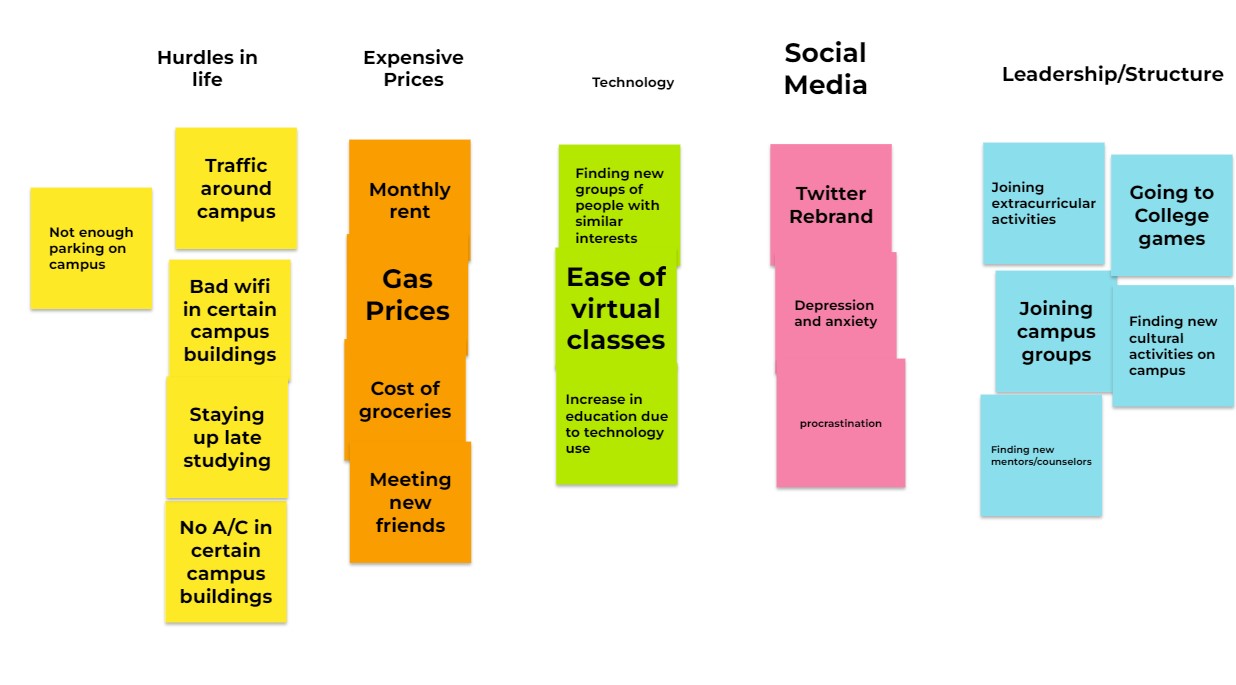 Hurdles in
life
Expensive
Prices
Technology
Social
Media
Leadership/Structure
Not enough
parking on
campus
Traffic
around
campus
Bad wifi
in certain
campus
buildings
Staying
up late
studying
No A/C in
certain
campus
buildings
Monthly
rent
Gas
Prices
Cost of
groceries
Meeting
new
friends
Finding new
groups of
people with
similar
interests
Ease of
virtual
classes
Increase in
education due
to technology
use
Twitter
Rebrand
Depression
and anxiety
procrastination
Joining
extracurricular
activities
Going to
College
games
Joining
campus
groups
Finding new
cultural
activities on
campus
Finding new
mentors/counselors